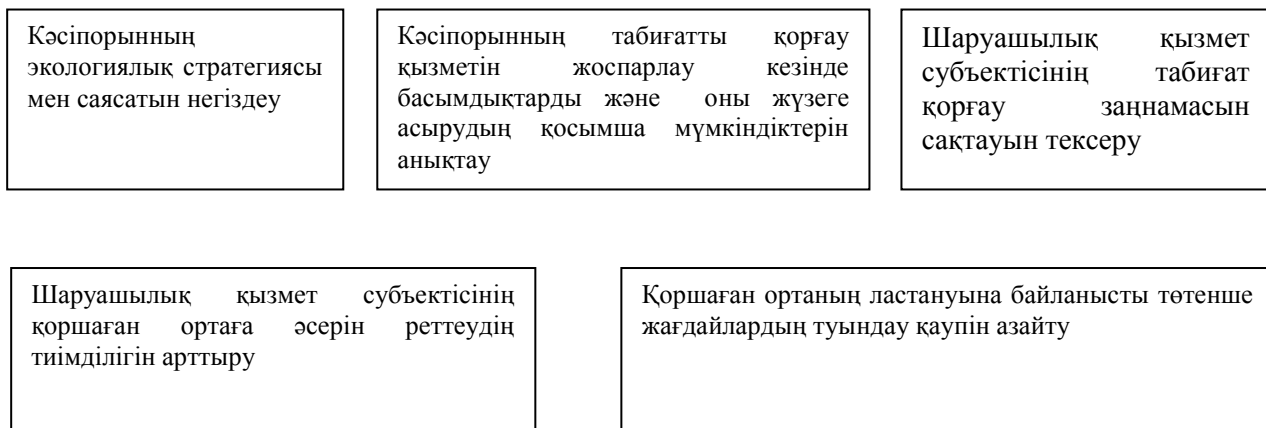 Кәсіпорынның
экологиялық стратегиясы
мен саясатын негіздеу
Кәсіпорынның табиғатты қорғау
қызметін жоспарлау кезінде
басымдықтарды және оны жүзеге
асырудың қосымша мүмкіндіктерін
анықтау
Шаруашылық қызмет
субъектісінің табиғат
қорғау заңнамасын
сақтауын тексеру
Шаруашылық қызмет субъектісінің
қоршаған ортаға әсерін реттеудің
тиімділігін арттыру
Қоршаған ортаның ластануына байланысты төтенше
жағдайлардың туындау қаупін азайту